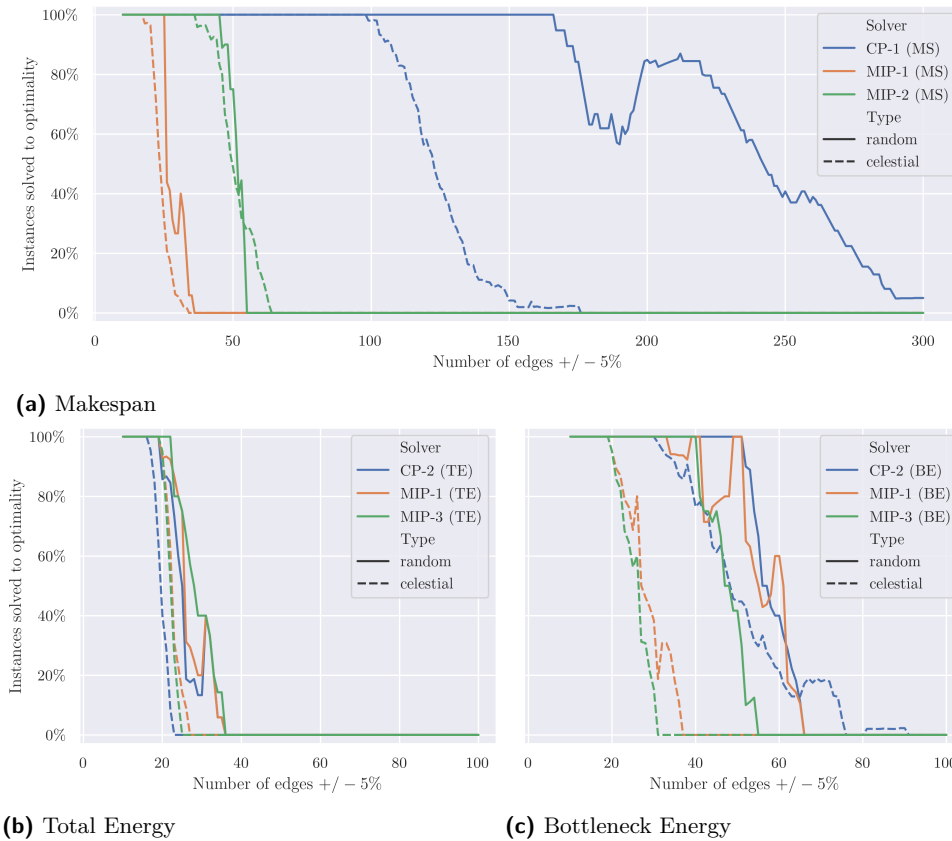 100%
80%
60%
40%
20%
0%
Instances solved to optimality
Solver
CP-1 (MS)
MIP-1 (MS)
MIP-2 (MS)
Type
random
celestial
0 50 100 150 200 250 300
Number of edges +/ − 5%
(a) Makespan
100%
80%
60%
40%
20%
0%
Instances solved to optimality
Solver
CP-2 (TE)
MIP-1 (TE)
MIP-3 (TE)
Type
random
celestial
0 20 40 60 80 100
Number of edges +/ − 5%
(b) Total Energy
Solver
CP-2 (BE)
MIP-1 (BE)
MIP-3 (BE)
Type
random
celestial
0 20 40 60 80 100
Number of edges +/ − 5%
(c) Bottleneck Energy